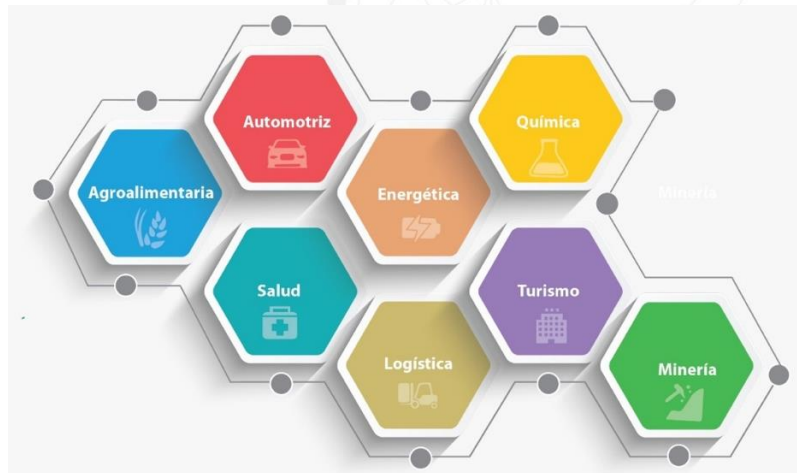 Automotriz
Química
Agroalimentaria
Energética
Minería
Salud
Turismo
Logística
Minería